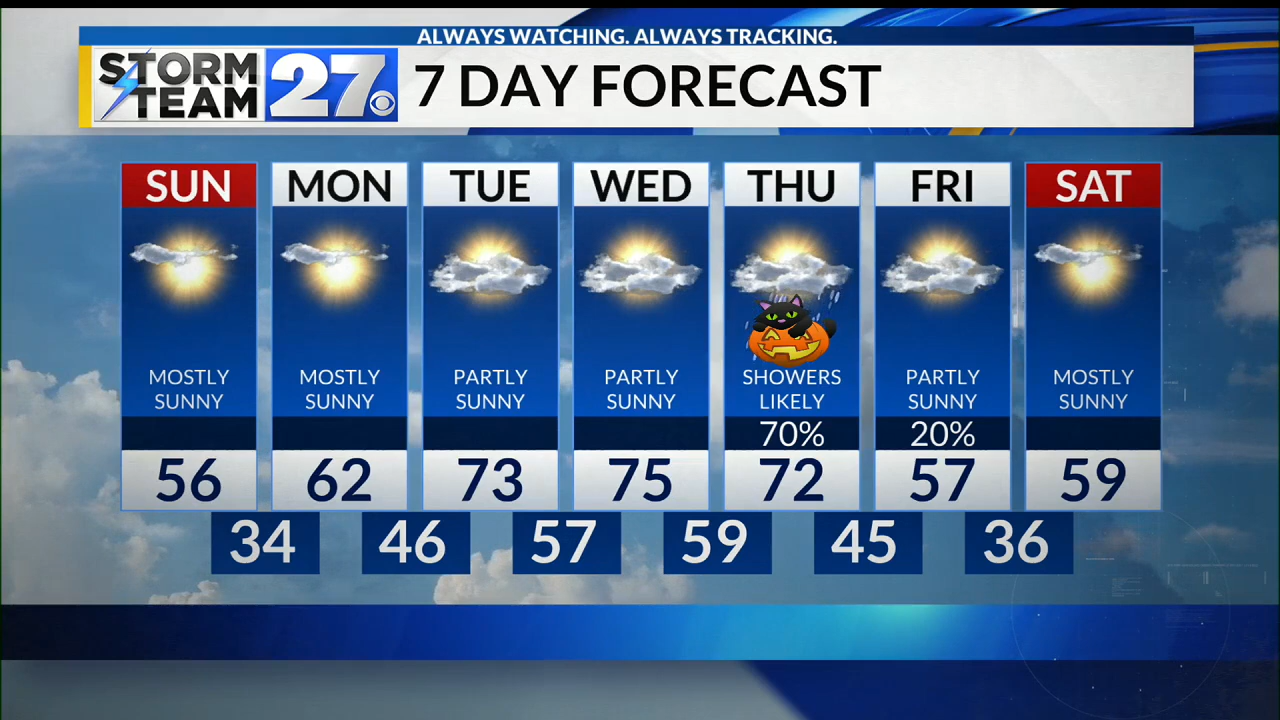 ALWAYS WATCHING. ALWAYS TRACKING.
STORM
TEAM
27
7 DAY FORECAST
SUN MON TUE WED THU FRI SAT
MOSTLY MOSTLY PARTLY PARTLY SHOWERS PARTLY MOSTLY
SUNNY SUNNY SUNNY SUNNY LIKELY SUNNY SUNNY
70% 20%
56 62 73 75 72 57 59
34 46 57 59 45 36